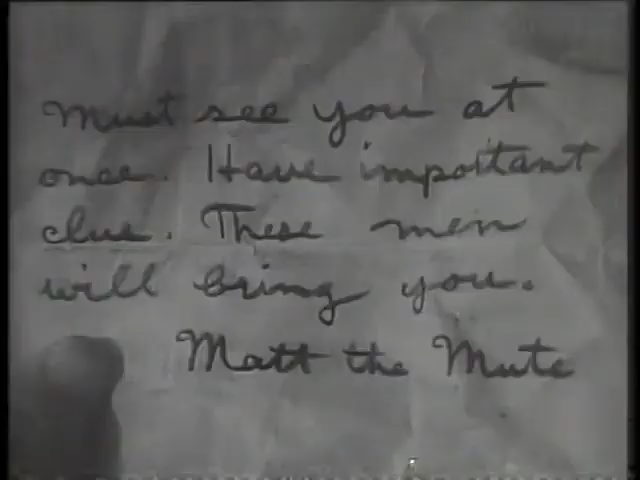 Must see you at
once. Have important
clue. These men
will bring you.
Matt the Mute